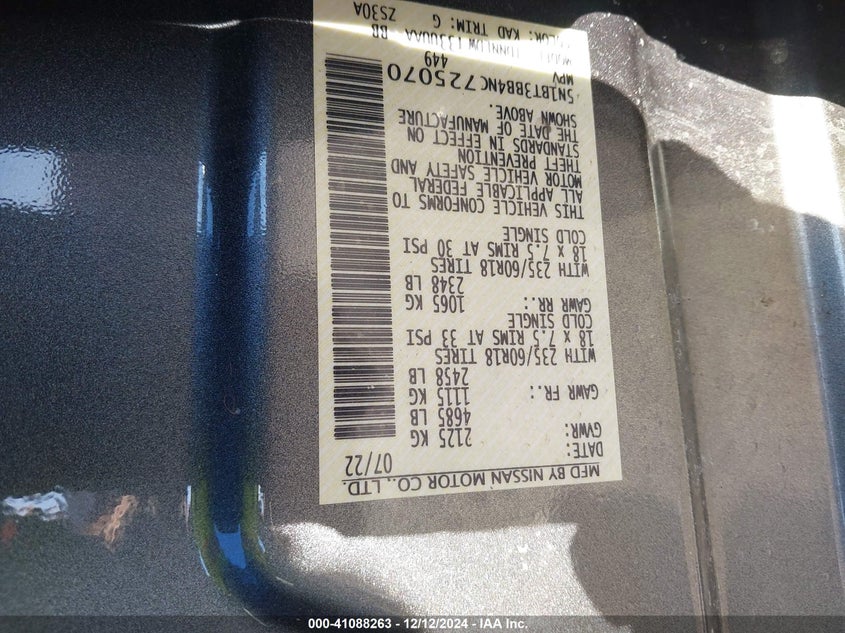 MFD BY NISSAN MOTOR CO., LTD.
DATE: 07/22
GVWR: 2125 KG
4685 LB
GAWR FR.: 1115 KG
2458 LB
WITH 235/60R18 TIRES
18 x 7.5 RIMS AT 33 PSI
COLD SINGLE
GAWR RR.: 1065 KG
2348 LB
WITH 235/60R18 TIRES
18 x 7.5 RIMS AT 30 PSI
COLD SINGLE
THIS VEHICLE CONFORMS TO
ALL APPLICABLE FEDERAL
MOTOR VEHICLE SAFETY AND
THEFT PREVENTION
STANDARDS IN EFFECT ON
THE DATE OF MANUFACTURE
SHOWN ABOVE.
5N1BT3BB4NC725070
MPV 449
BB
COLOR: KAD TRIM: G
ZS30A
000-41088263 - 12/12/2024 - IAA Inc.